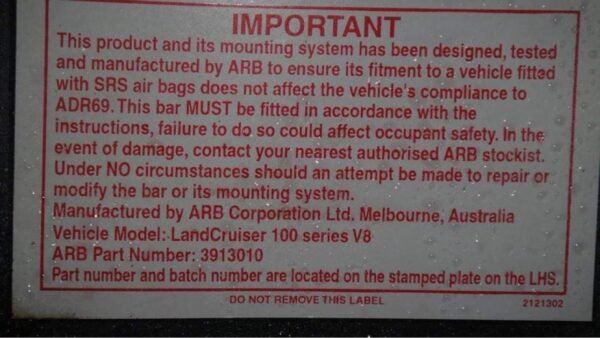 IMPORTANT
This product and its mounting system has been designed, tested
and manufactured by ARB to ensure its fitment to a vehicle fitted
with SRS air bags does not affect the vehicle's compliance to
ADR69. This bar MUST be fitted in accordance with the
instructions, failure to do so could affect occupant safety. In the
event of damage, contact your nearest authorised ARB stockist.
Under NO circumstances should an attempt be made to repair or
modify the bar or its mounting system.
Manufactured by ARB Corporation Ltd. Melbourne, Australia
Vehicle Model:-LandCruiser 100 series V8
ARB Part Number: 3913010
Part number and batch number are located on the stamped plate on the LHS.
DO NOT REMOVE THIS LABEL 2121302